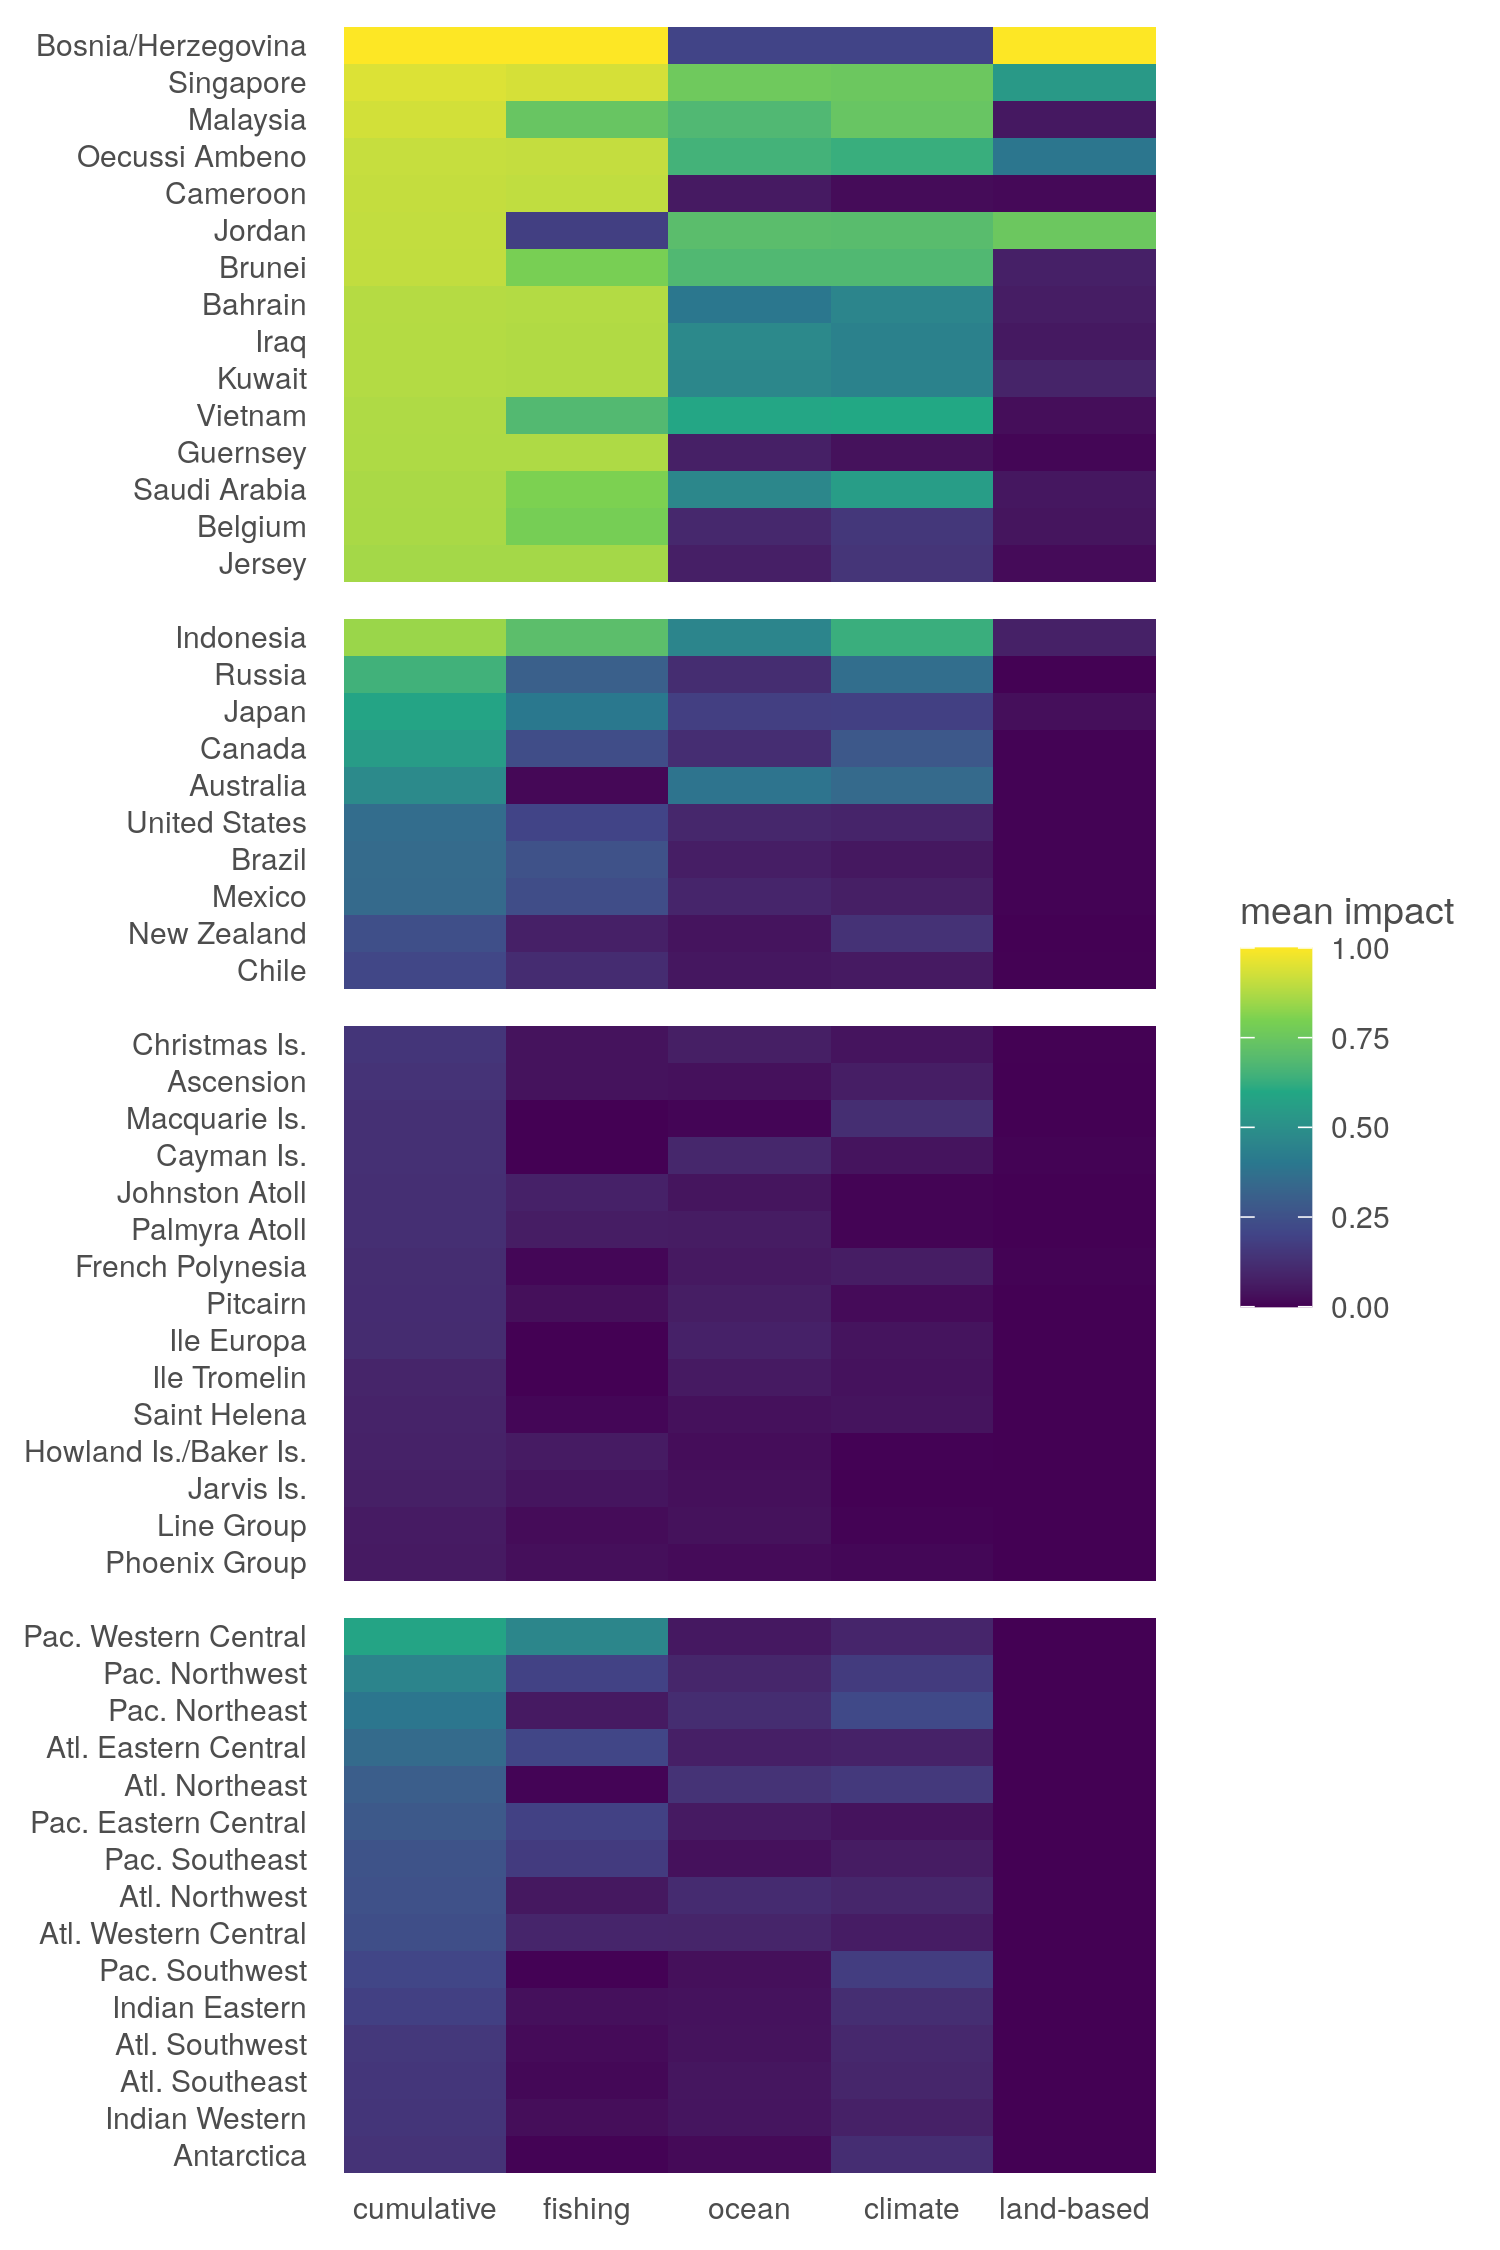 Bosnia/Herzegovina
Singapore
Malaysia
Oecussi Ambeno
Cameroon
Jordan
Brunei
Bahrain
Iraq
Kuwait
Vietnam
Guernsey
Saudi Arabia
Belgium
Jersey
Indonesia
Russia
Japan
Canada
Australia
United States
Brazil
Mexico
New Zealand
Chile
Christmas Is.
Ascension
Macquarie Is.
Cayman Is.
Johnston Atoll
Palmyra Atoll
French Polynesia
Pitcairn
Ile Europa
Ile Tromelin
Saint Helena
Howland Is./Baker Is.
Jarvis Is.
Line Group
Phoenix Group
Pac. Western Central
Pac. Northwest
Pac. Northeast
Atl. Eastern Central
Atl. Northeast
Pac. Eastern Central
Pac. Southeast
Atl. Northwest
Atl. Western Central
Pac. Southwest
Indian Eastern
Atl. Southwest
Atl. Southeast
Indian Western
Antarctica
cumulative fishing ocean climate land-based
mean impact
1.00
0.75
0.50
0.25
0.00